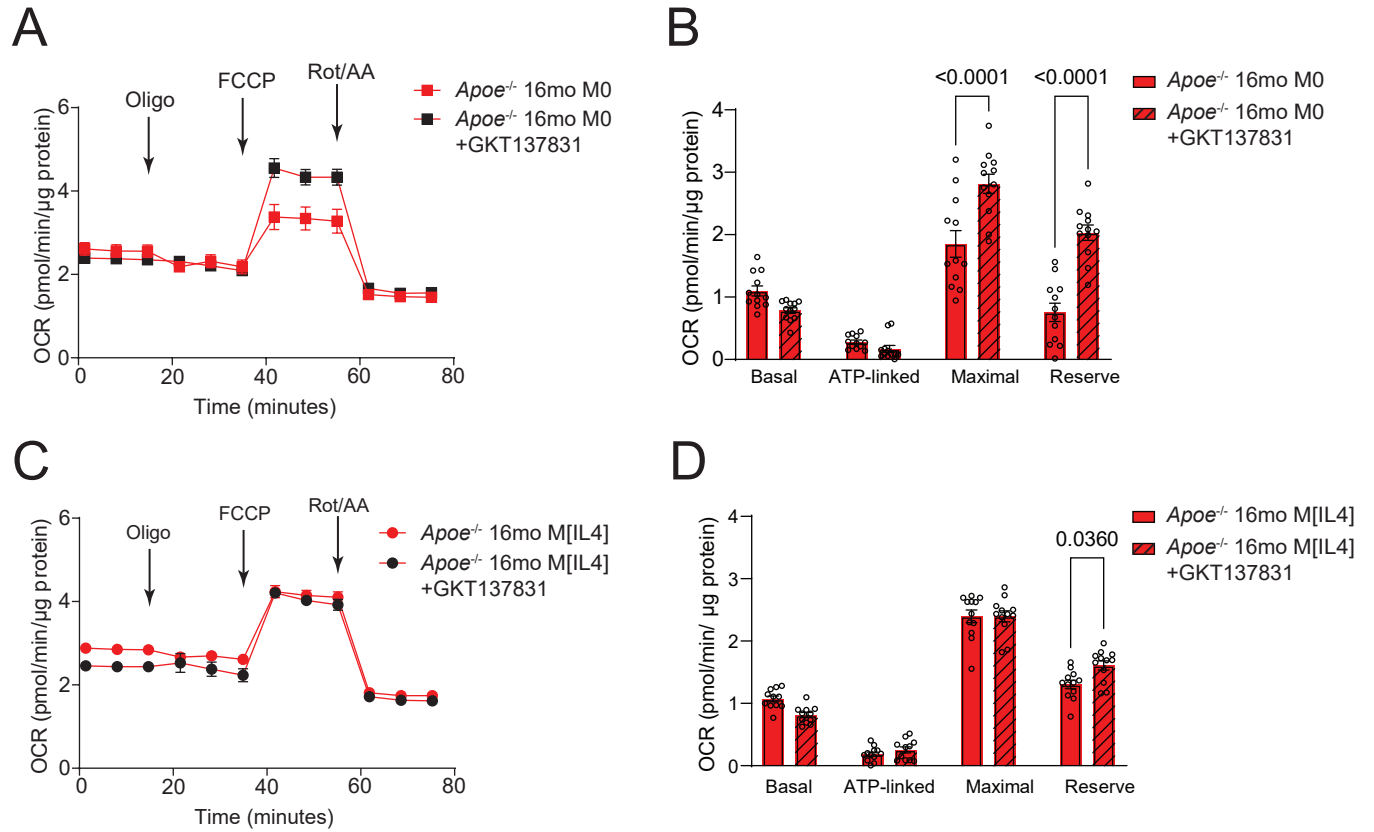 A
Oligo
FCCP
Rot/AA
Apoe-/- 16mo M0
Apoe-/- 16mo M0
+GKT137831
OCR (pmol/min/µg protein)
6
4
2
0
0 20 40 60 80
Time (minutes)
B
<0.0001 <0.0001
Apoe-/- 16mo M0
Apoe-/- 16mo M0
+GKT137831
OCR (pmol/min/µg protein)
4
3
2
1
0
Basal ATP-linked Maximal Reserve
C
Oligo
FCCP
Rot/AA
Apoe-/- 16mo M[IL4]
Apoe-/- 16mo M[IL4]
+GKT137831
OCR (pmol/min/µg protein)
6
4
2
0
0 20 40 60 80
Time (minutes)
D
0.0360
Apoe-/- 16mo M[IL4]
Apoe-/- 16mo M[IL4]
+GKT137831
OCR (pmol/min/ µg protein)
4
3
2
1
0
Basal ATP-linked Maximal Reserve